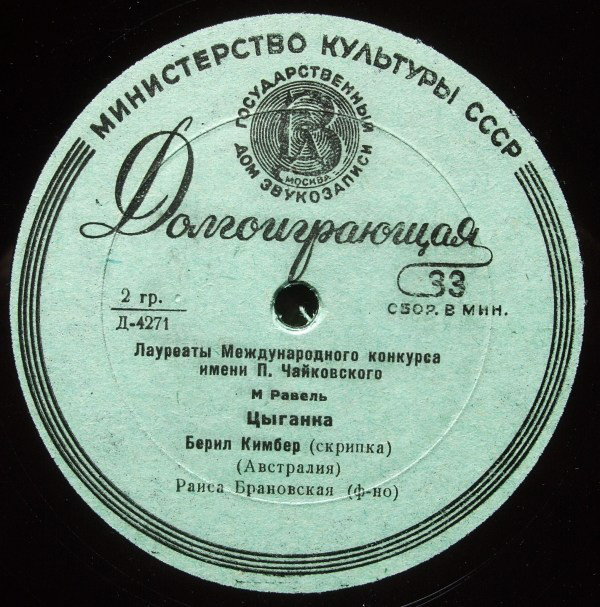 МИНИСТЕРСТВО КУЛЬТУРЫ СССР
ГОСУДАРСТВЕННЫЙ
ДОМ ЗВУКОЗАПИСИ
МОСКВА
Долгоиграющая
33
ОБОР. В МИН.
2 гр.
Д-4271
Лауреаты Международного конкурса
имени П. Чайковского
М Равель
Цыганка
Берил Кимбер (скрипка)
(Австралия)
Раиса Брановская (ф-но)